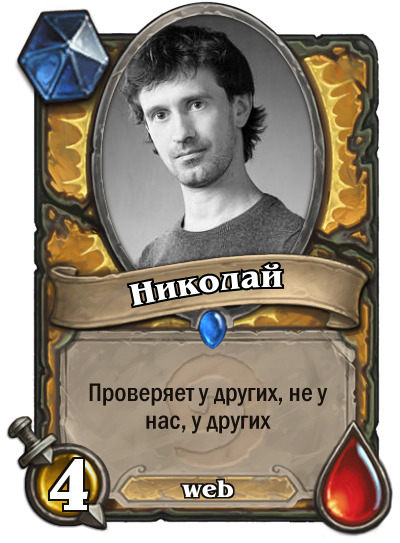 Николай
Проверяет у других, не у
нас, у других
4
web